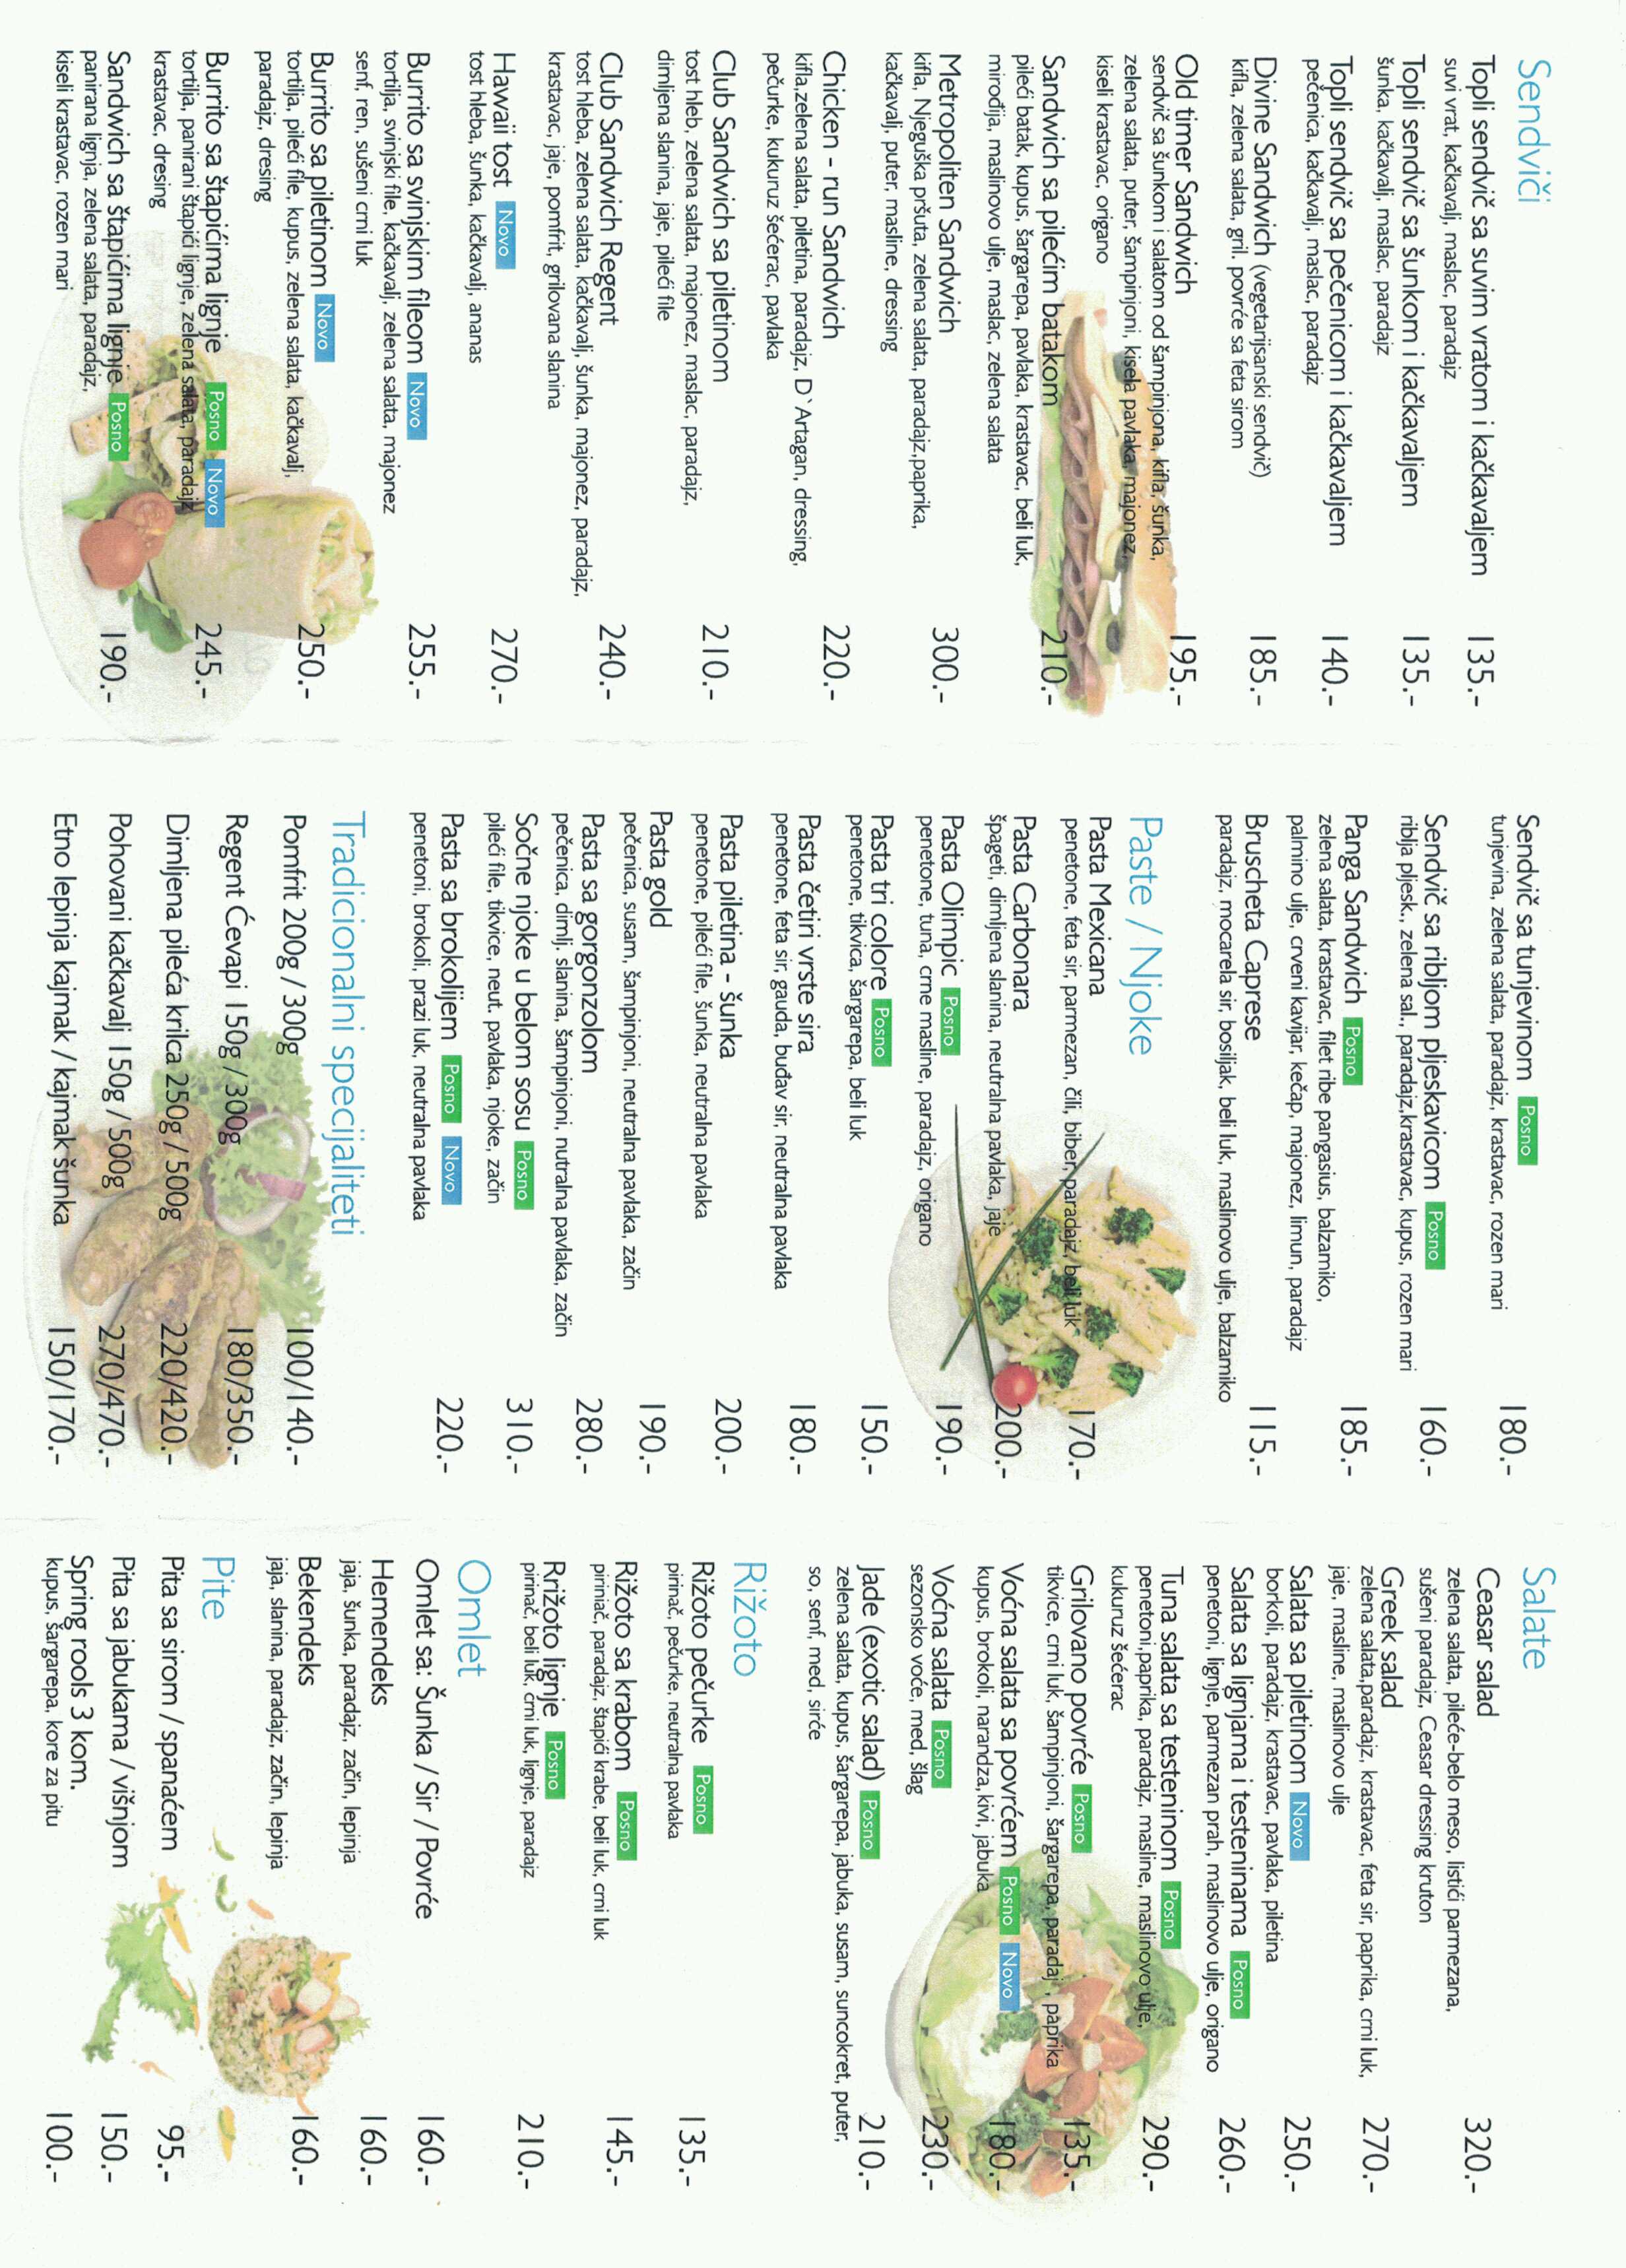 Sendviči
Topli sendvič sa suvim vratom i kačkavaljem 135.-
suvi vrat, kačkavalj, maslac, paradajz
Topli sendvič sa šunkom i kačkavaljem 135.-
šunka, kačkavalj, maslac, paradajz
Topli sendvič sa pečenicom i kačkavaljem 140.-
pečenica, kačkavalj, maslac, paradajz
Divine Sandwich (vegetarijsanski sendvič) 185.-
kifla, zelena salata, gril. povrće sa feta sirom
Old timer Sandwich 195.-
sendvič sa šunkom i salatom od šampinjona, kifla, šunka,
zelena salata, puter, šampinjoni, kisela pavlaka, majonez,
kiseli krastavac, origano
Sandwich sa pilećim batakom 210.-
pileći batak, kupus, šargarepa, pavlaka, krastavac, beli luk,
mirođija, maslinovo ulje, maslac, zelena salata
Metropoliten Sandwich 300.-
kifla, Njeguška pršuta, zelena salata, paradajz,paprika,
kačkavalj, puter, masline, dressing
Chicken - run Sandwich 220.-
kifla,zelena salata, piletina, paradajz, D`Artagan, dressing,
pečurke, kukuruz šećerac, pavlaka
Club Sandwich sa piletinom 210.-
tost hleb, zelena salata, majonez, maslac, paradajz,
dimljena slanina, jaje, pileći file
Club Sandwich Regent 240.-
tost hleba, zelena salata, kačkavalj, šunka, majonez, paradajz,
krastavac, jaje, pomfrit, grilovana slanina
Hawaii tost Novo 270.-
tost hleba, šunka, kačkavalj, ananas
Burrito sa svinjskim fileom Novo 255.-
tortilja, svinjski file, kačkavalj, zelena salata, majonez
senf, ren, sušeni crni luk
Burrito sa piletinom Novo 250.-
tortilja, pileći file, kupus, zelena salata, kačkavalj,
paradajz, dresing
Burrito sa štapićima lignje Posno Novo 245.-
tortilja, panirani štapići lignje, zelena salata, paradajz
krastavac, dresing
Sandwich sa štapićima lignje Posno 190.-
panirana lignja, zelena salata, paradajz,
kiseli krastavac, rozen mari
Sendvič sa tunjevinom Posno 180.-
tunjevina, zelena salata, paradajz, krastavac, rozen mari
Sendvič sa ribljom pljeskavicom Posno 160.-
riblja pljesk., zelena sal., paradajz,krastavac, kupus, rozen mari
Panga Sandwich Posno 185.-
zelena salata, krastavac, filet ribe pangasius, balzamiko,
palmino ulje, crveni kavijar, kečap, majonez, limun, paradajz
Bruscheta Caprese 115.-
paradajz, mocarela sir, bosiljak, beli luk, maslinovo ulje, balzamiko
Paste / Njoke
Pasta Mexicana 170.-
penetone, feta sir, parmezan, čili, biber, paradajz, beli luk
Pasta Carbonara 200.-
špageti, dimljena slanina, neutralna pavlaka, jaje
Pasta Olimpic Posno 190.-
penetone, tuna, crne masline, paradajz, origano
Pasta tri colore Posno 150.-
penetone, tikvica, šargarepa, beli luk
Pasta četiri vrste sira 180.-
penetone, feta sir, gauda, buđav sir, neutralna pavlaka
Pasta piletina - šunka 200.-
penetone, pileći file, šunka, neutralna pavlaka
Pasta gold 190.-
pečenica, susam, šampinjoni, neutralna pavlaka, začin
Pasta sa gorgonzolom 280.-
pečenica, dimlj. slanina, šampinjoni, nutralna pavlaka, začin
Sočne njoke u belom sosu Posno 310.-
pileći file, tikvice, neut. pavlaka, njoke, začin
Pasta sa brokolijem Posno Novo 220.-
penetoni, brokoli, prazi luk, neutralna pavlaka
Tradicionalni specijaliteti
Pomfrit 200g / 300g 100/140.-
Regent Ćevapi 150g / 300g 180/350.-
Dimljena pileća krilca 250g / 500g 220/420.-
Pohovani kačkavalj 150g / 500g 270/470.-
Etno lepinja kajmak / kajmak šunka 150/170.-
Salate
Ceasar salad 320.-
zelena salata, pileće-belo meso, listići parmezana,
sušeni paradajz, Ceasar dressing kruton
Greek salad 270.-
zelena salata,paradajz, krastavac, feta sir, paprika, crni luk,
jaje, masline, maslinovo ulje
Salata sa piletinom Novo 250.-
borkoli, paradajz, krastavac, pavlaka, piletina
Salata sa lignjama i testeninama Posno 260.-
penetoni, lignje, parmezan prah, maslinovo ulje, origano
Tuna salata sa testeninom Posno 290.-
penetoni,paprika, paradajz, masline, maslinovo ulje,
kukuruz šećerac
Grilovano povrće Posno 135.-
tikvice, crni luk, šampinjoni, šargarepa, paradaj , paprika
Voćna salata sa povrćem Posno Novo 180.-
kupus, brokoli, narandza,kivi, jabuka
Voćna salata Posno 230.-
sezonsko voće, med, šlag
Jade (exotic salad) Posno 210.-
zelena salata, kupus, šargarepa, jabuka, susam, suncokret, puter,
so, senf, med, sirće
Rižoto
Rižoto pečurke Posno 135.-
pirinač, pečurke, neutralna pavlaka
Rižoto sa krabom Posno 145.-
piriniač, paradajz, štapići krabe, beli luk, crni luk
Rrižoto lignje Posno 210.-
pirinač, beli luk, crni luk, lignje, paradajz
Omlet
Omlet sa: Šunka / Sir / Povrće 160.-
Hemendeks 160.-
jaja, šunka, paradajz, začin, lepinja
Bekendeks 160.-
jaja, slanina, paradajz, začin, lepinja
Pite
Pita sa sirom / spanaćem 95.-
Pita sa jabukama / višnjom 150.-
Spring rools 3 kom. 100.-
kupus, šargarepa, kore za pitu